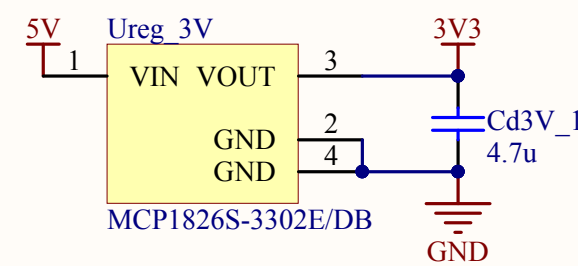 5V
Ureg_3V
3V3
1
VIN VOUT
3
GND
2
GND
4
Cd3V_1
4.7u
MCP1826S-3302E/DB
GND